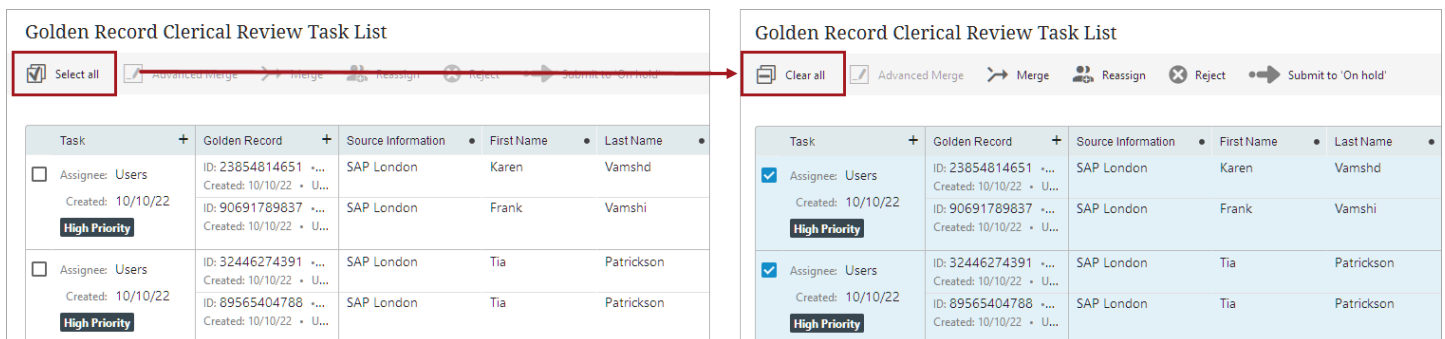 Golden Record Clerical Review Task List
Select all Advanced Merge Merge Reassign Reject Submit to 'On hold'
Task + Golden Record + Source Information • First Name • Last Name •
ID: 23854814651 •... SAP London Karen Vamshd
Assignee: Users Created: 10/10/22 • U...
Created: 10/10/22 ID: 90691789837 •... SAP London Frank Vamshi
High Priority Created: 10/10/22 • U...
ID: 32446274391 •... SAP London Tia Patrickson
Assignee: Users Created: 10/10/22 • U...
Created: 10/10/22 ID: 89565404788 •... SAP London Tia Patrickson
High Priority Created: 10/10/22 • U...
Golden Record Clerical Review Task List
Clear all Advanced Merge Merge Reassign Reject Submit to 'On hold'
Task + Golden Record + Source Information • First Name • Last Name •
ID: 23854814651 •... SAP London Karen Vamshd
Assignee: Users Created: 10/10/22 • U...
Created: 10/10/22 ID: 90691789837 •... SAP London Frank Vamshi
High Priority Created: 10/10/22 • U...
ID: 32446274391 •... SAP London Tia Patrickson
Assignee: Users Created: 10/10/22 • U...
Created: 10/10/22 ID: 89565404788 •... SAP London Tia Patrickson
High Priority Created: 10/10/22 • U...